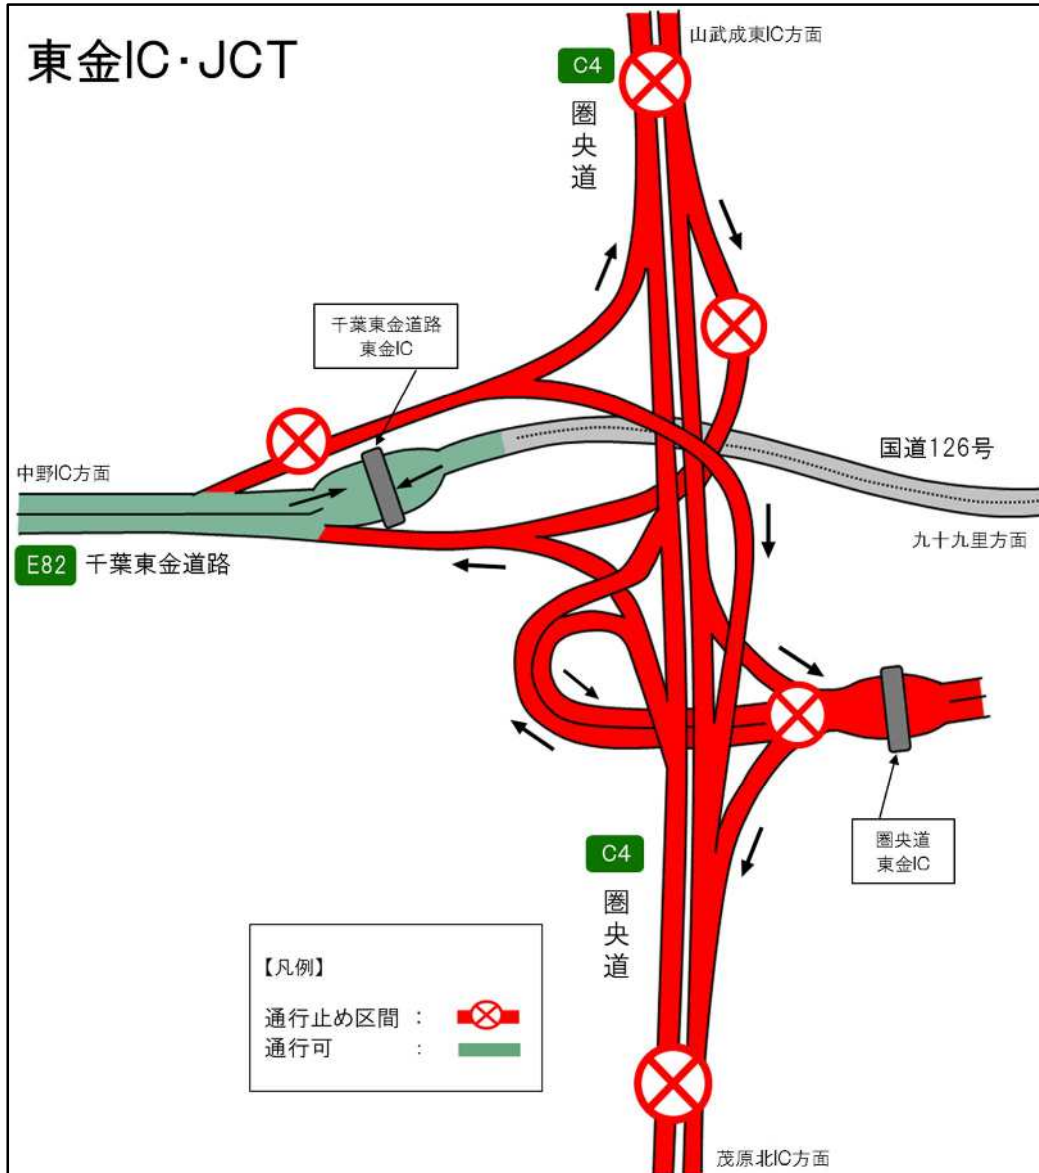 東金IC・JCT
山武成東IC方面
C4
圏央道
千葉東金道路
東金IC
国道126号
中野IC方面
九十九里方面
E82 千葉東金道路
圏央道
東金IC
C4
圏央道
【凡例】
通行止め区間 :
通行可 :
茂原北IC方面